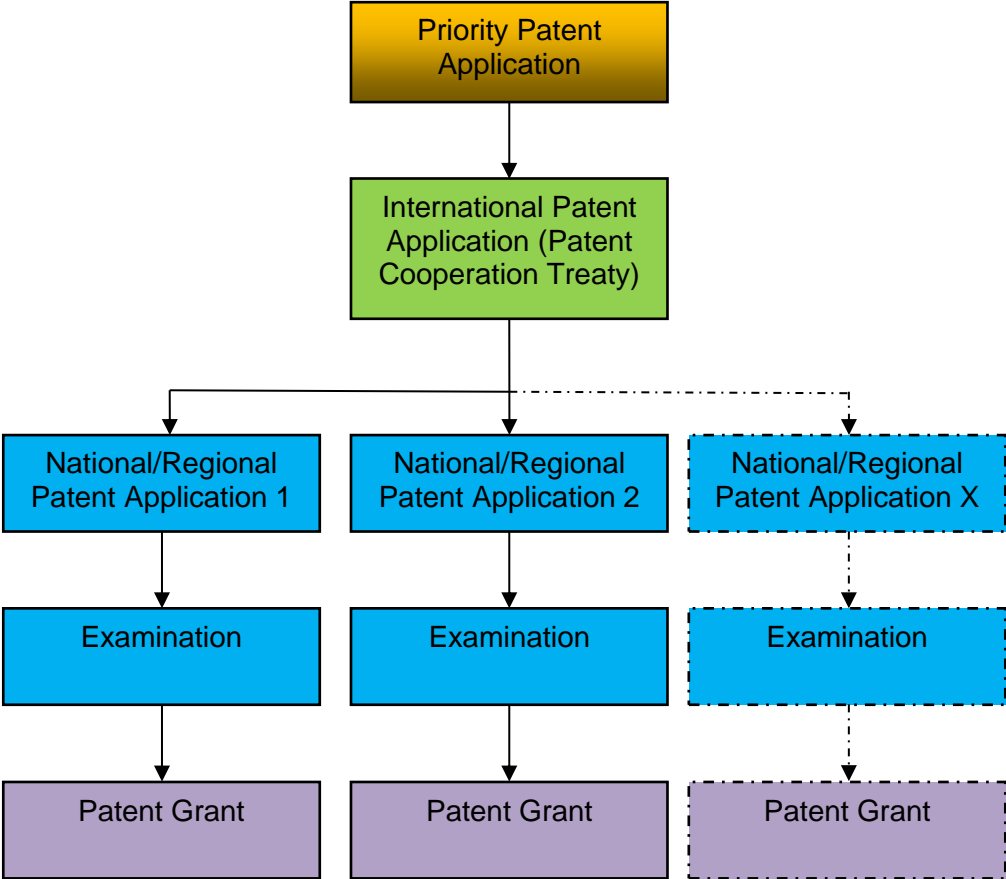 Priority Patent
Application
International Patent
Application (Patent
Cooperation Treaty)
National/Regional
Patent Application 1
National/Regional
Patent Application 2
National/Regional
Patent Application X
Examination
Examination
Examination
Patent Grant
Patent Grant
Patent Grant